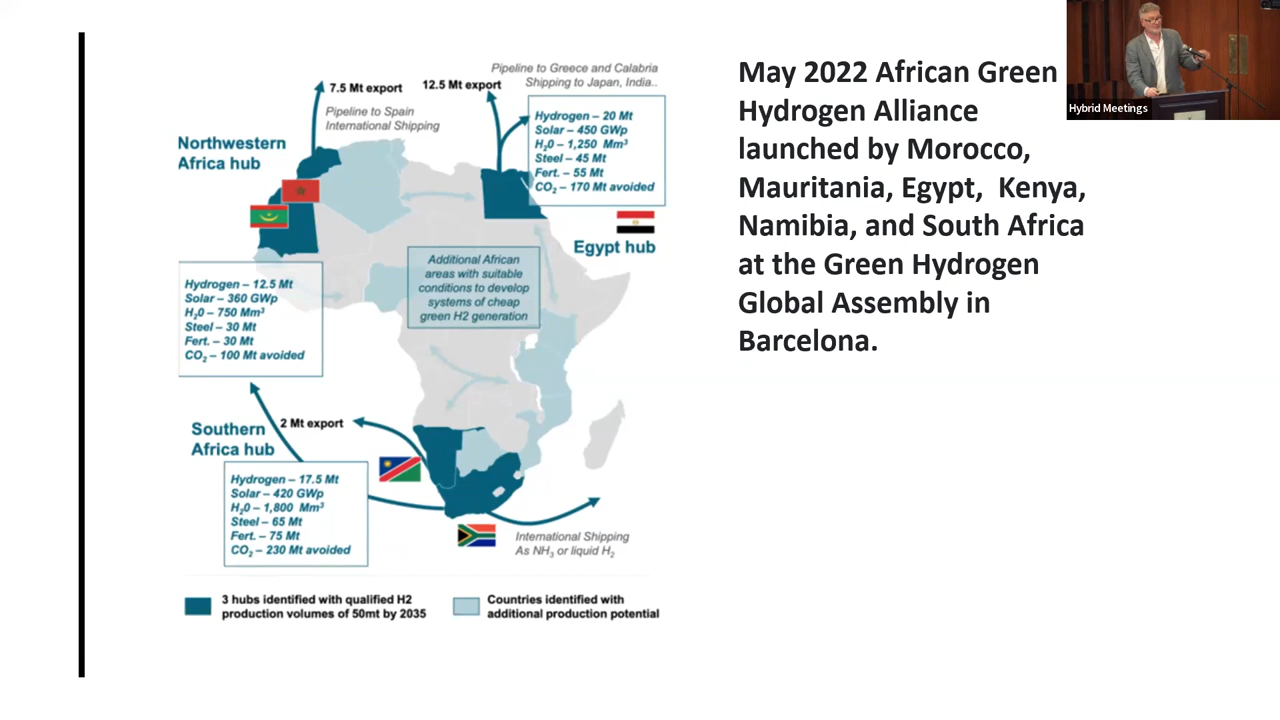 Pipeline to Greece and Calabria
Shipping to Japan, India..
7.5 Mt export
12.5 Mt export
Pipeline to Spain
International Shipping
Northwestern
Africa hub
Hydrogen – 20 Mt
Solar – 450 GWp
H₂0 – 1,250 Mm³
Steel – 45 Mt
Fert. – 55 Mt
CO₂ – 170 Mt avoided
Egypt hub
Additional African
areas with suitable
conditions to develop
systems of cheap
green H2 generation
Hydrogen – 12.5 Mt
Solar – 360 GWp
H₂0 – 750 Mm³
Steel – 30 Mt
Fert. – 30 Mt
CO₂ – 100 Mt avoided
Southern
Africa hub
2 Mt export
Hydrogen – 17.5 Mt
Solar – 420 GWp
H₂0 – 1,800 Mm³
Steel – 65 Mt
Fert. – 75 Mt
CO₂ – 230 Mt avoided
International Shipping
As NH₃ or liquid H₂
3 hubs identified with qualified H2
production volumes of 50mt by 2035
Countries identified with
additional production potential
May 2022 African Green
Hydrogen Alliance
launched by Morocco,
Mauritania, Egypt,  Kenya,
Namibia, and South Africa
at the Green Hydrogen
Global Assembly in
Barcelona.
Hybrid Meetings